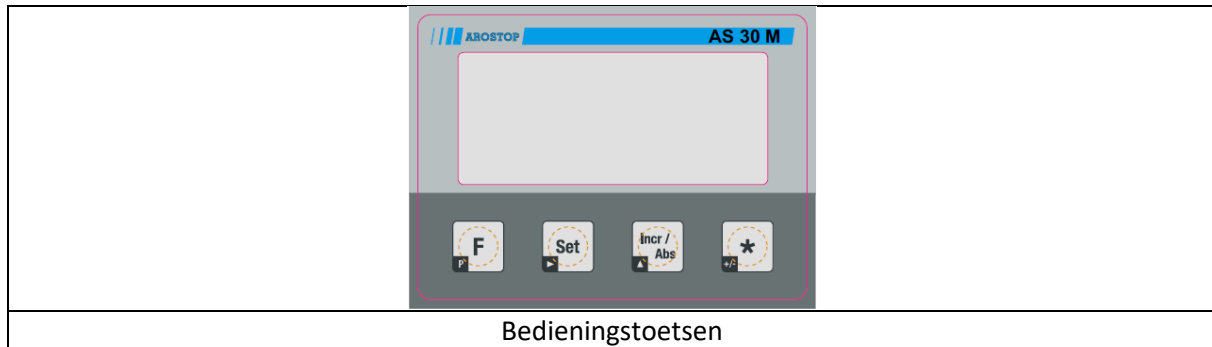 AROSTOP AS 30 M
F Set Incr / *
Abs
P ► ▲ +/-
Bedieningstoetsen